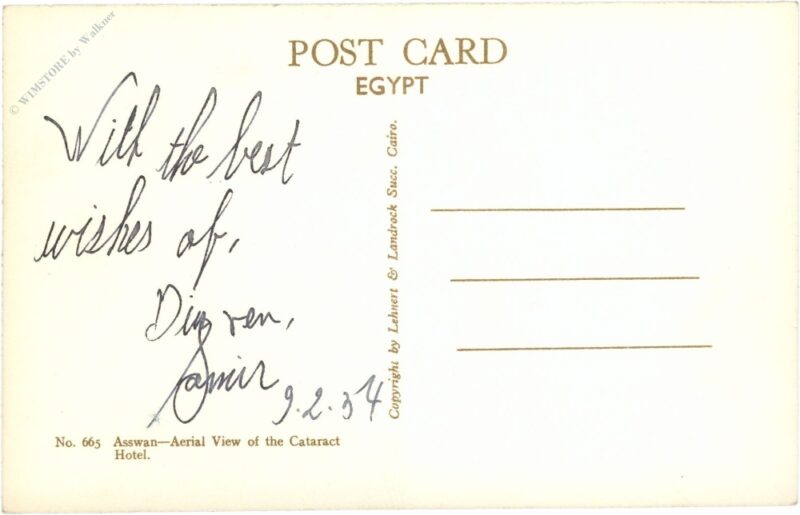 © WIMSTORE by Walkner
POST CARD
EGYPT
With the best
wishes of,
Samir
9.2.54
Copyright by Lehnert & Landrock Succ. Cairo.
No. 665 Asswan—Aerial View of the Cataract
Hotel.